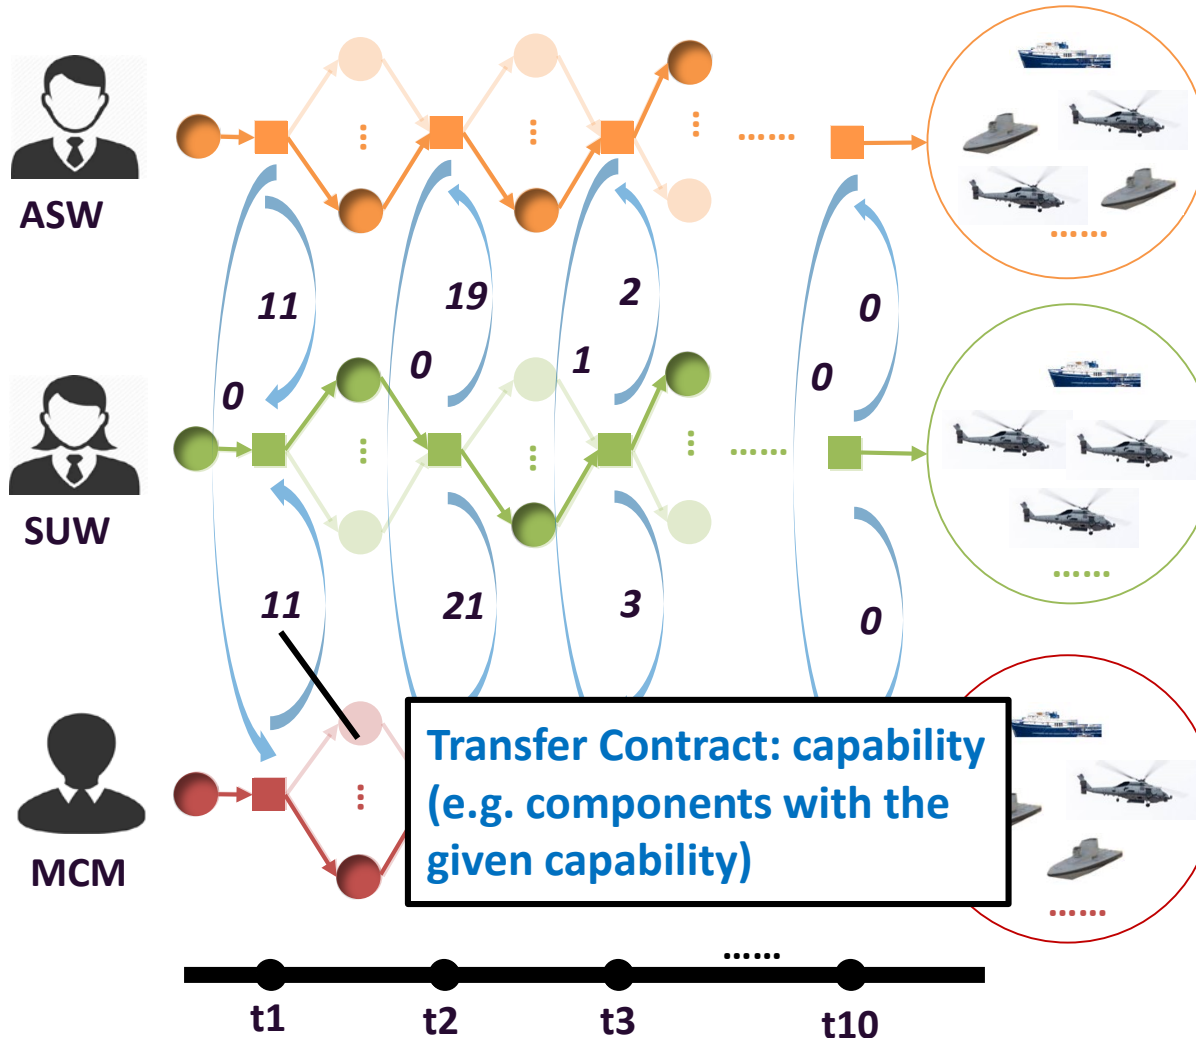 ASW
11
19
2
0
0
0
1
0
SUW
11
21
3
0
MCM
Transfer Contract: capability
(e.g. components with the
given capability)
......
t1
t2
t3
t10